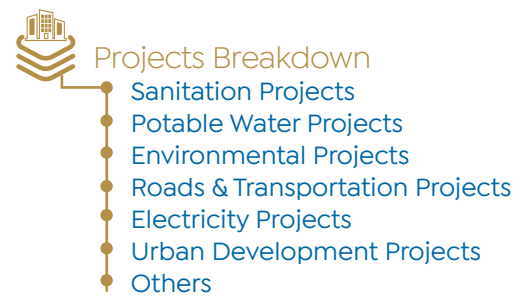 Projects Breakdown
Sanitation Projects
Potable Water Projects
Environmental Projects
Roads & Transportation Projects
Electricity Projects
Urban Development Projects
Others